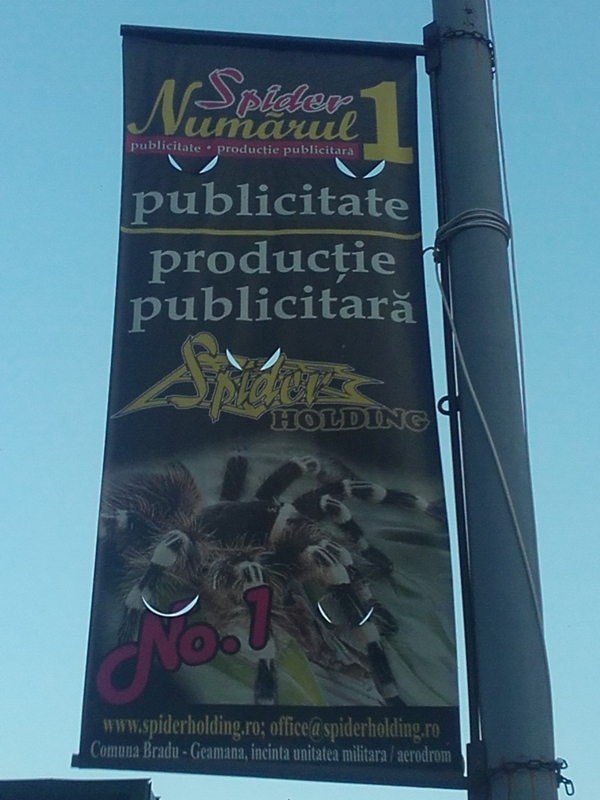 Spider
Numărul 1
publicitate • producție publicitară
publicitate
producție
publicitară
Spider
HOLDING
No.1
www.spiderholding.ro; office@spiderholding.ro
Comuna Bradu - Geamana, incinta unitatea militara / aerodrom